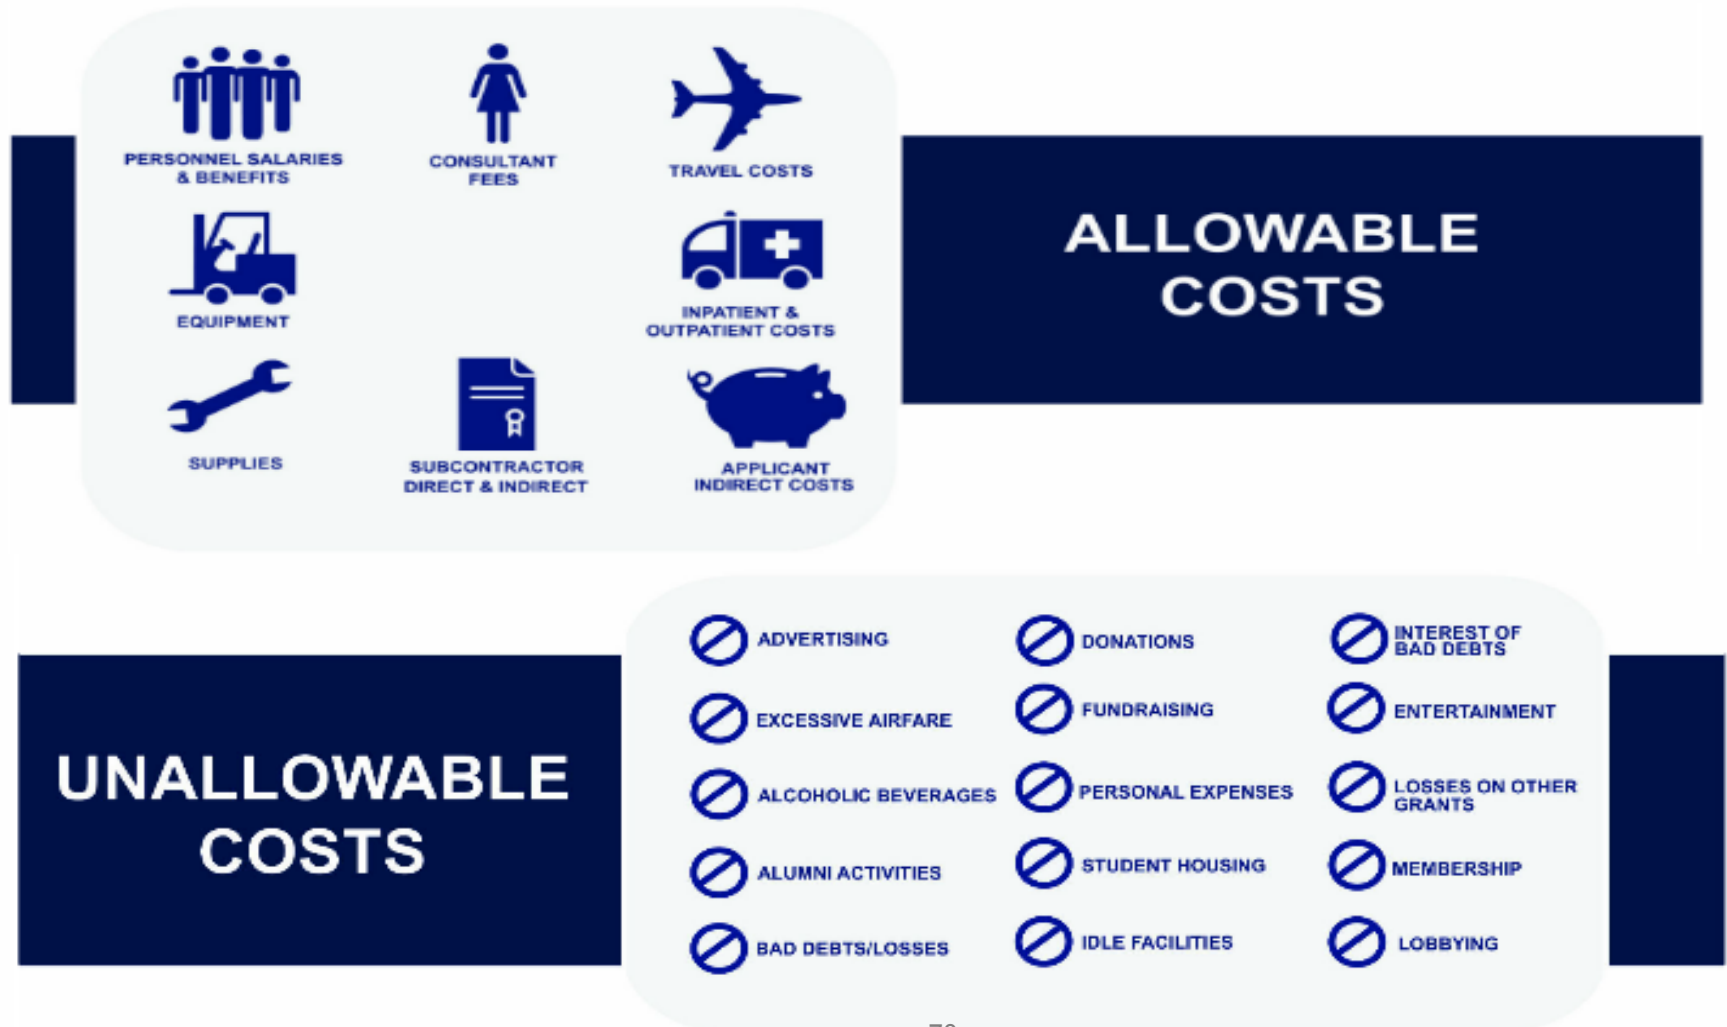 PERSONNEL SALARIES
& BENEFITS
CONSULTANT
FEES
TRAVEL COSTS
EQUIPMENT
INPATIENT &
OUTPATIENT COSTS
SUPPLIES
SUBCONTRACTOR
DIRECT & INDIRECT
APPLICANT
INDIRECT COSTS
ALLOWABLE
COSTS
UNALLOWABLE
COSTS
ADVERTISING
EXCESSIVE AIRFARE
ALCOHOLIC BEVERAGES
ALUMNI ACTIVITIES
BAD DEBTS/LOSSES
DONATIONS
FUNDRAISING
PERSONAL EXPENSES
STUDENT HOUSING
IDLE FACILITIES
INTEREST OF
BAD DEBTS
ENTERTAINMENT
LOSSES ON OTHER
GRANTS
MEMBERSHIP
LOBBYING